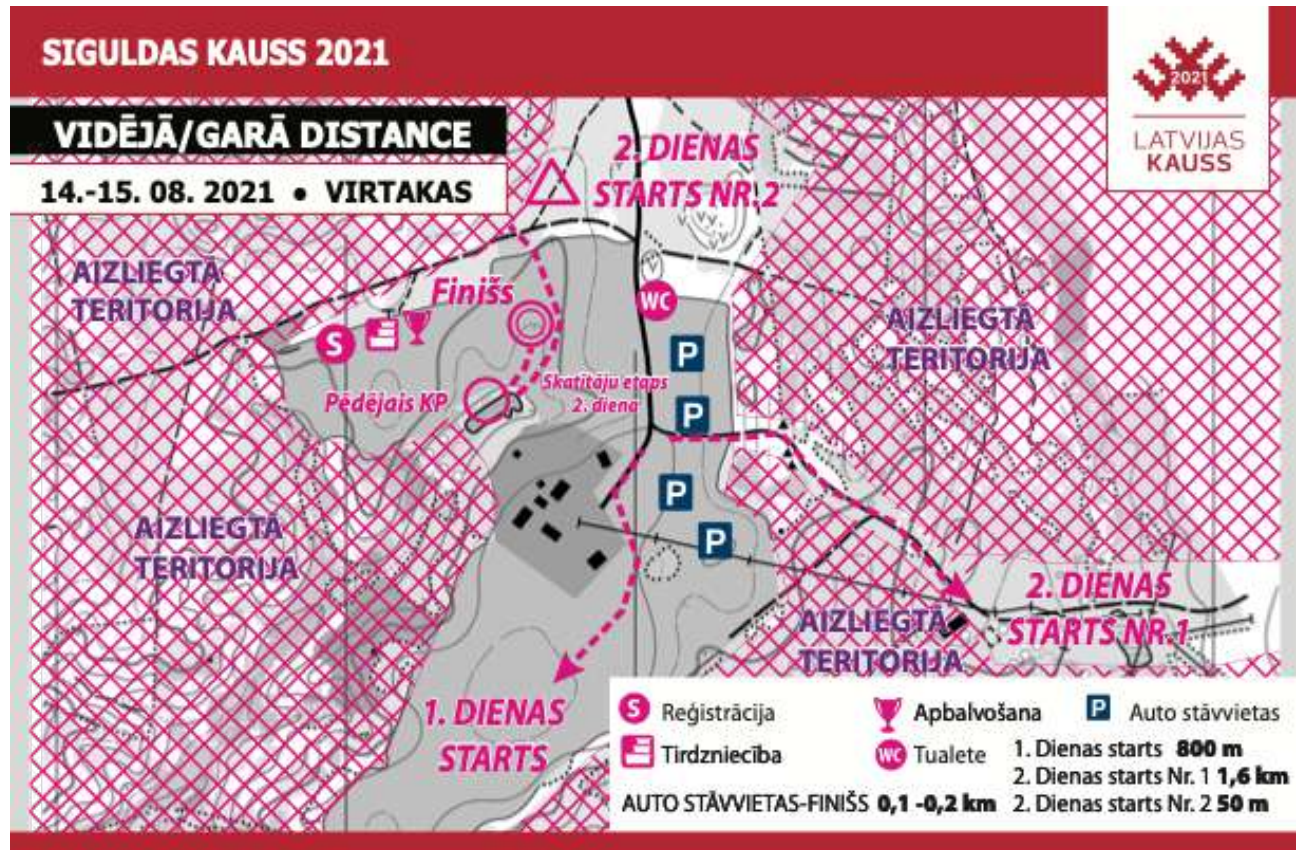 SIGULDAS KAUSS 2021
2021
LATVIJAS
KAUSS
VIDĒJĀ/GARĀ DISTANCE
14.-15. 08. 2021 • VIRTAKAS
2. DIENAS
STARTS NR.2
AIZLIEGTĀ
TERITORIJA
Finišs
WC
S
P
AIZLIEGTĀ
TERITORIJA
Pēdējais KP
Skatītāju etaps
2. diena
P
P
AIZLIEGTĀ
TERITORIJA
P
2. DIENAS
STARTS NR.1
AIZLIEGTĀ
TERITORIJA
1. DIENAS
STARTS
S Reģistrācija
Apbalvošana
P Auto stāvvietas
Tirdzniecība
WC Tualete
1. Dienas starts 800 m
2. Dienas starts Nr. 1 1,6 km
AUTO STĀVVIETAS-FINIŠS 0,1 -0,2 km
2. Dienas starts Nr. 2 50 m